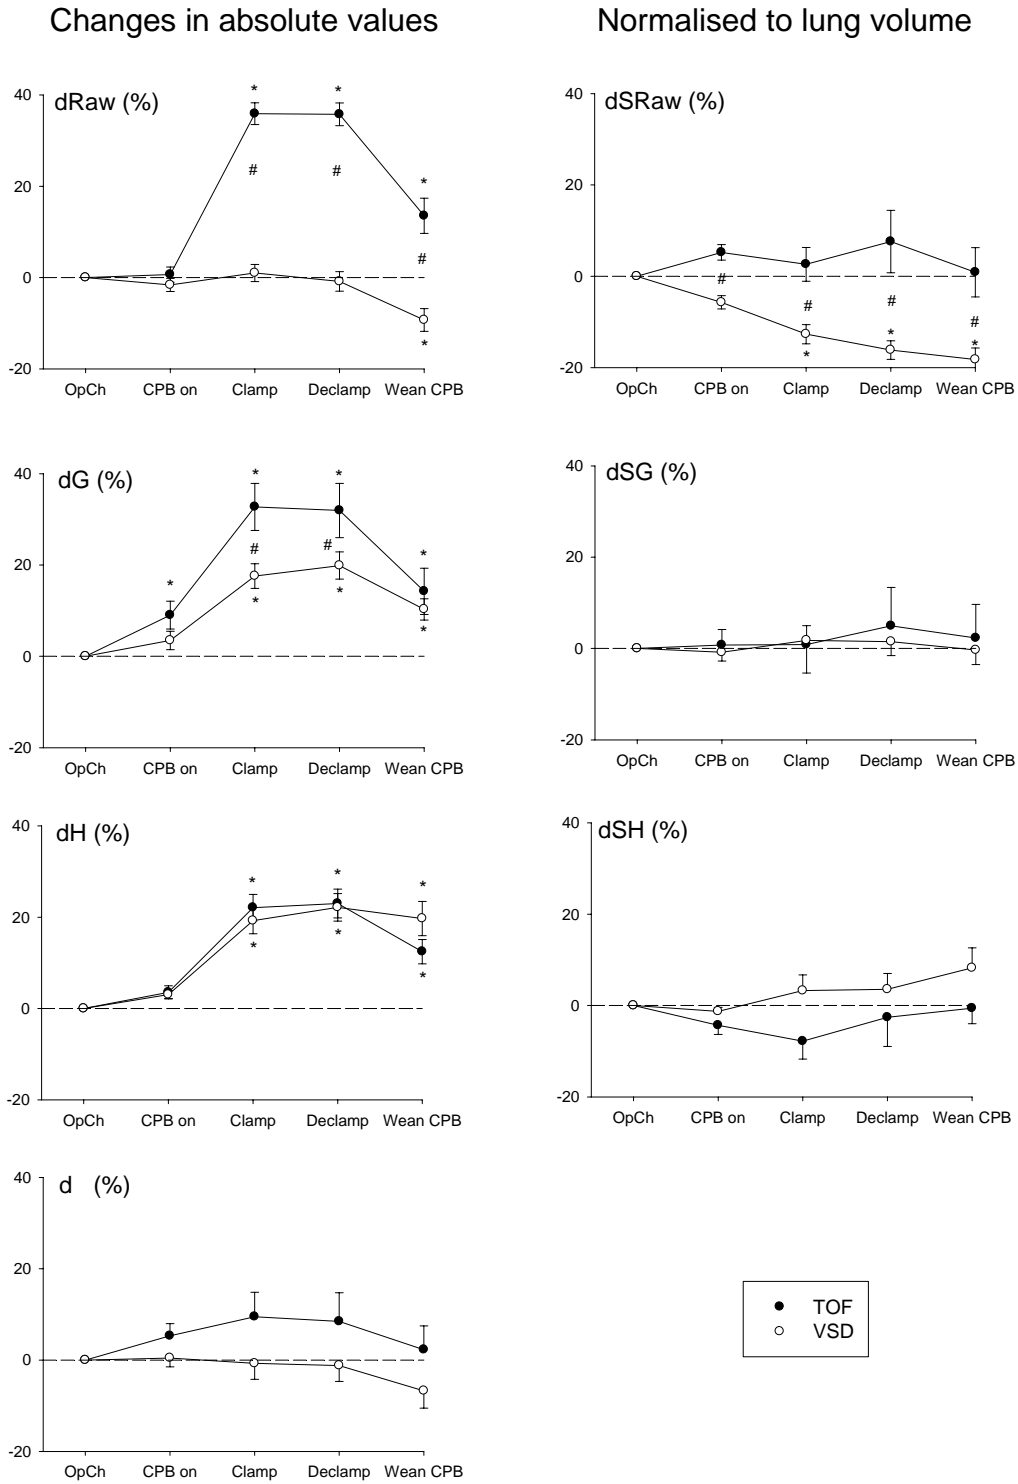 Changes in absolute values
Normalised to lung volume
dRaw (%)
40
20
0
-20
* *
# #
*
#
*
OpCh CPB on Clamp Declamp Wean CPB
dSRaw (%)
40
20
0
-20
# # # #
* * *
OpCh CPB on Clamp Declamp Wean CPB
dG (%)
40
20
0
-20
* * * *
# #
* * *
OpCh CPB on Clamp Declamp Wean CPB
dSG (%)
40
20
0
-20
OpCh CPB on Clamp Declamp Wean CPB
dH (%)
40
20
0
-20
* * *
* * *
OpCh CPB on Clamp Declamp Wean CPB
dSH (%)
40
20
0
-20
OpCh CPB on Clamp Declamp Wean CPB
d (%)
40
20
0
-20
OpCh CPB on Clamp Declamp Wean CPB
TOF
VSD